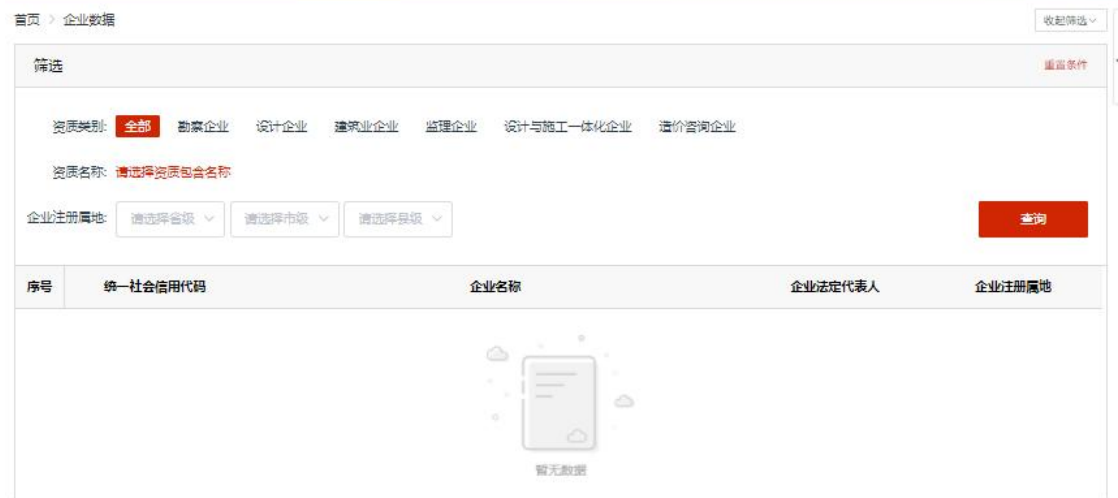 首页 > 企业数据 收起筛选
筛选 重置条件
资质类别: 全部 勘察企业 设计企业 建筑业企业 监理企业 设计与施工一体化企业 造价咨询企业
资质名称: 请选择资质包含名称
企业注册属地: 请选择省级 请选择市级 请选择县级 查询
序号 统一社会信用代码 企业名称 企业法定代表人 企业注册属地
暂无数据